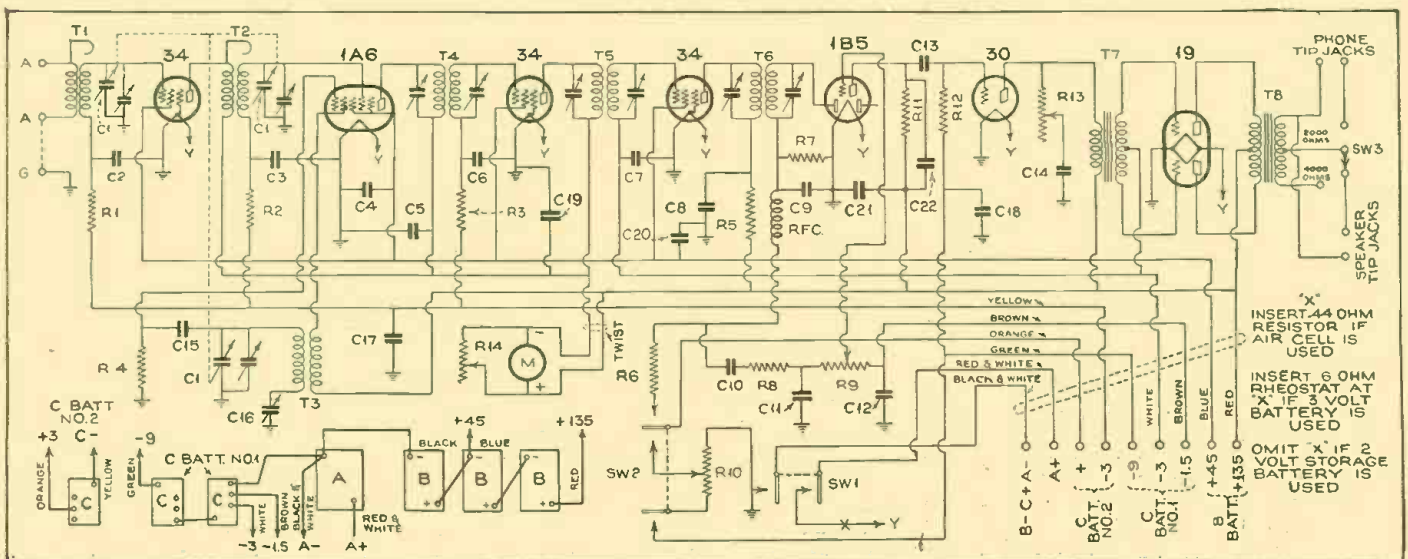 T1
T2
34
1A6
T4
34
T5
34
T6
1B5
C13
30
T7
19
PHONE
TIP JACKS
A
A
G
C1
C1
Y
Y
Y
Y
Y
Y
Y
R7
R11
R12
R13
T8
2000
OHMS
4000
OHMS
SW3
C2
C3
C4
C5
C6
C7
C8
C9
C21
C22
C14
C18
C19
C20
R1
R2
R3
R5
RFC.
SPEAKERS
TIP JACKS
YELLOW
BROWN
ORANGE
GREEN
RED & WHITE
BLACK & WHITE
"X"
INSERT .44 OHM
RESISTOR IF
AIR CELL IS
USED
INSERT 6 OHM
RHEOSTAT AT
"X" IF 3 VOLT
BATTERY IS
USED
OMIT "X" IF 2
VOLT STORAGE
BATTERY IS
USED
R4
C15
C1
C16
T3
C17
R14
M
-
+
TWIST
R6
C10
R8
C11
R9
C12
WHITE
BROWN
BLUE
RED
C BATT
NO.2
+3
C-
-9
C BATT. NO.1
ORANGE
YELLOW
GREEN
C
C
C
WHITE
BROWN
BLACK &
WHITE
-3
-1.5
A-
A
RED &
WHITE
A+
BLACK
+45
BLUE
B
B
B
+135
RED
SW2
R10
SW1
X
Y
B- C+ A-
A+
+
-3
C
BATT.
NO.2
-9
-3
-1.5
C
BATT.
NO.1
+45
+135
B
BATT.